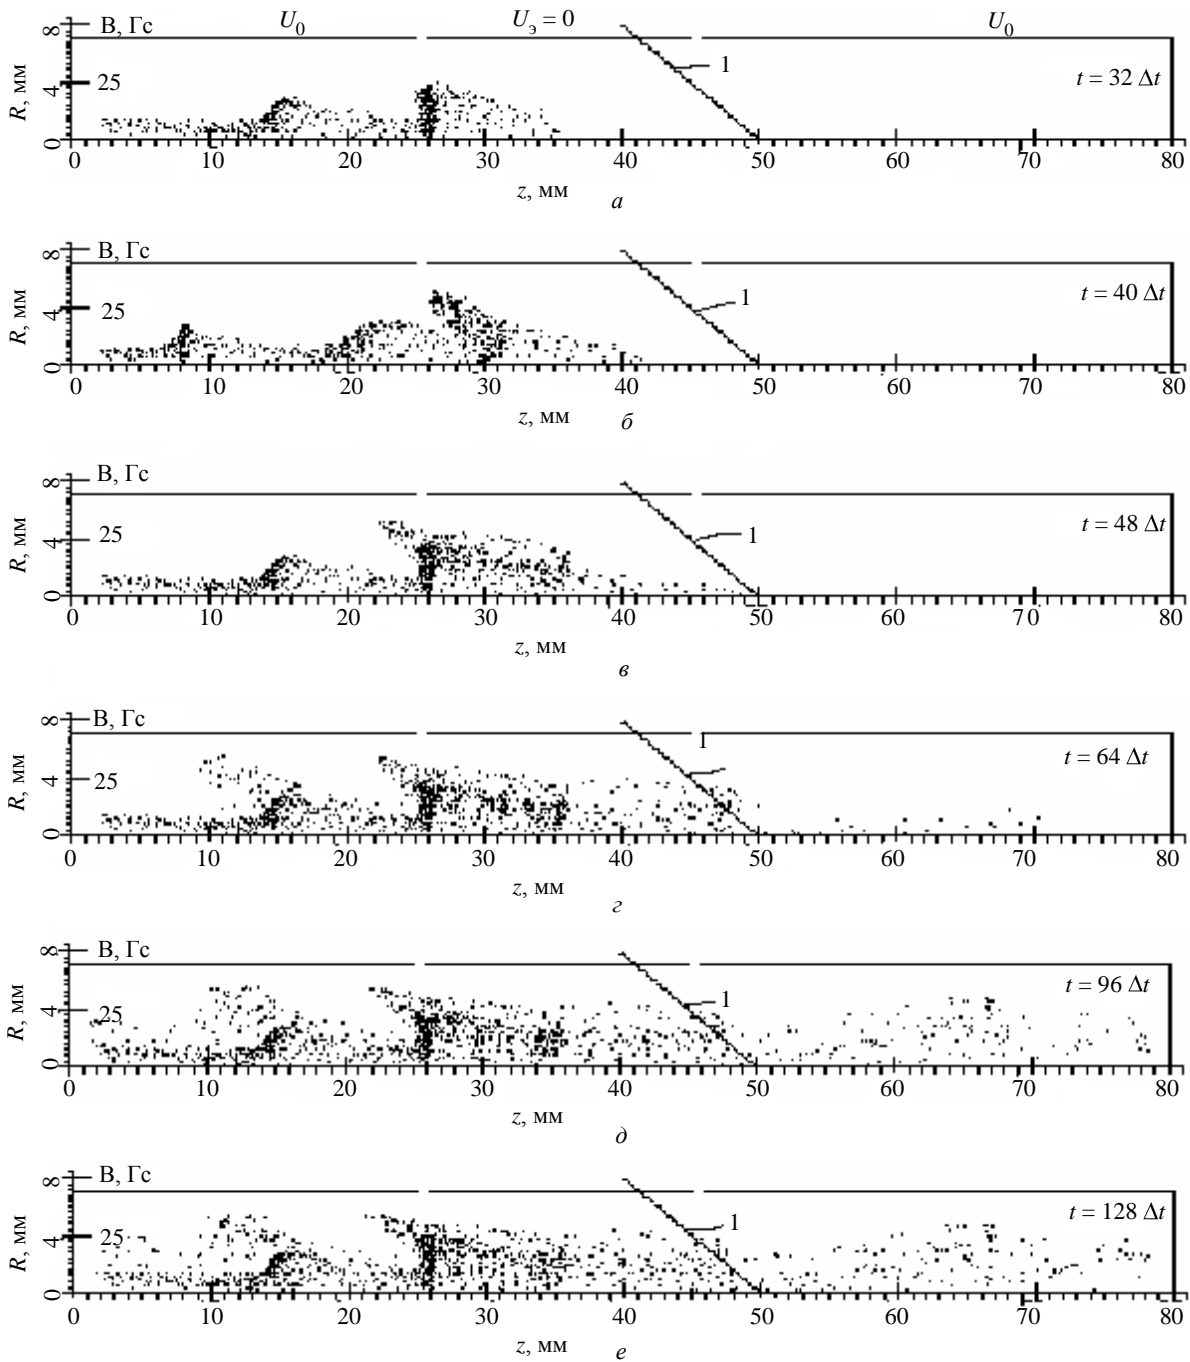 8 В, Гс U₀ Uэ = 0 U₀
R, мм 4 25 1 t = 32 Δt
0
0 10 20 30 40 50 60 70 80
z, мм а
8 В, Гс
R, мм 4 25 1 t = 40 Δt
0
0 10 20 30 40 50 60 70 80
z, мм б
8 В, Гс
R, мм 4 25 1 t = 48 Δt
0
0 10 20 30 40 50 60 70 80
z, мм в
8 В, Гс
R, мм 4 25 1 t = 64 Δt
0
0 10 20 30 40 50 60 70 80
z, мм г
8 В, Гс
R, мм 4 25 1 t = 96 Δt
0
0 10 20 30 40 50 60 70 80
z, мм д
8 В, Гс
R, мм 4 25 1 t = 128 Δt
0
0 10 20 30 40 50 60 70 80
z, мм е